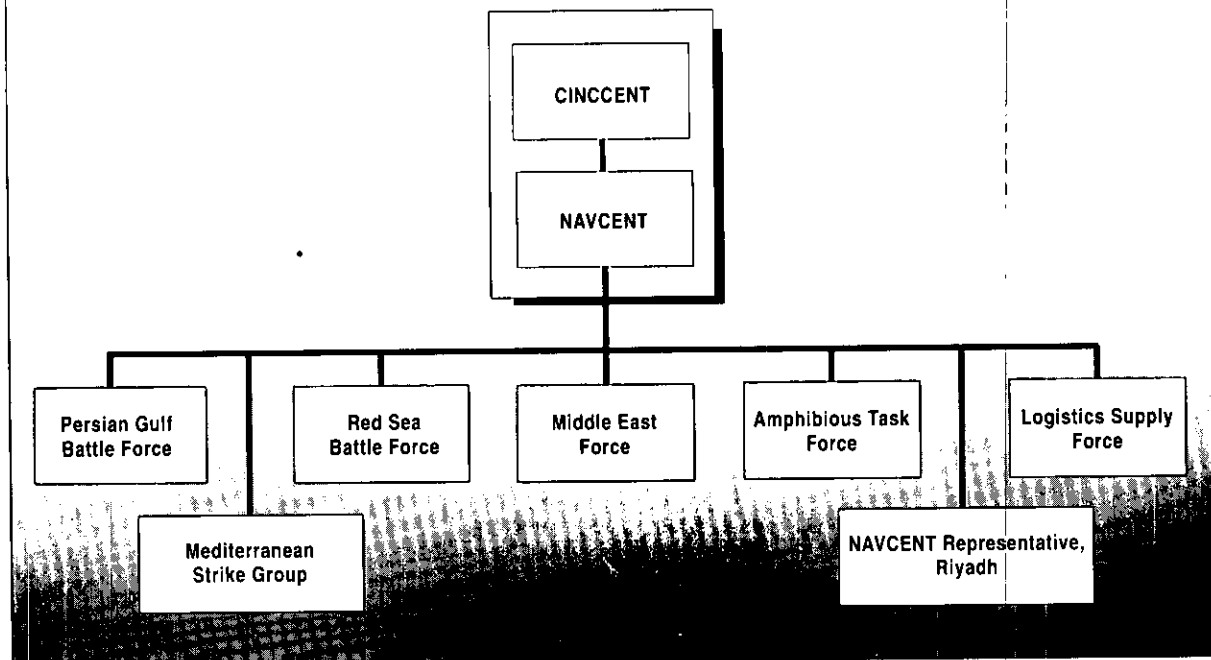 CINCCENT
NAVCENT
Persian Gulf
Battle Force
Red Sea
Battle Force
Middle East
Force
Amphibious Task
Force
Logistics Supply
Force
Mediterranean
Strike Group
NAVCENT Representative,
Riyadh